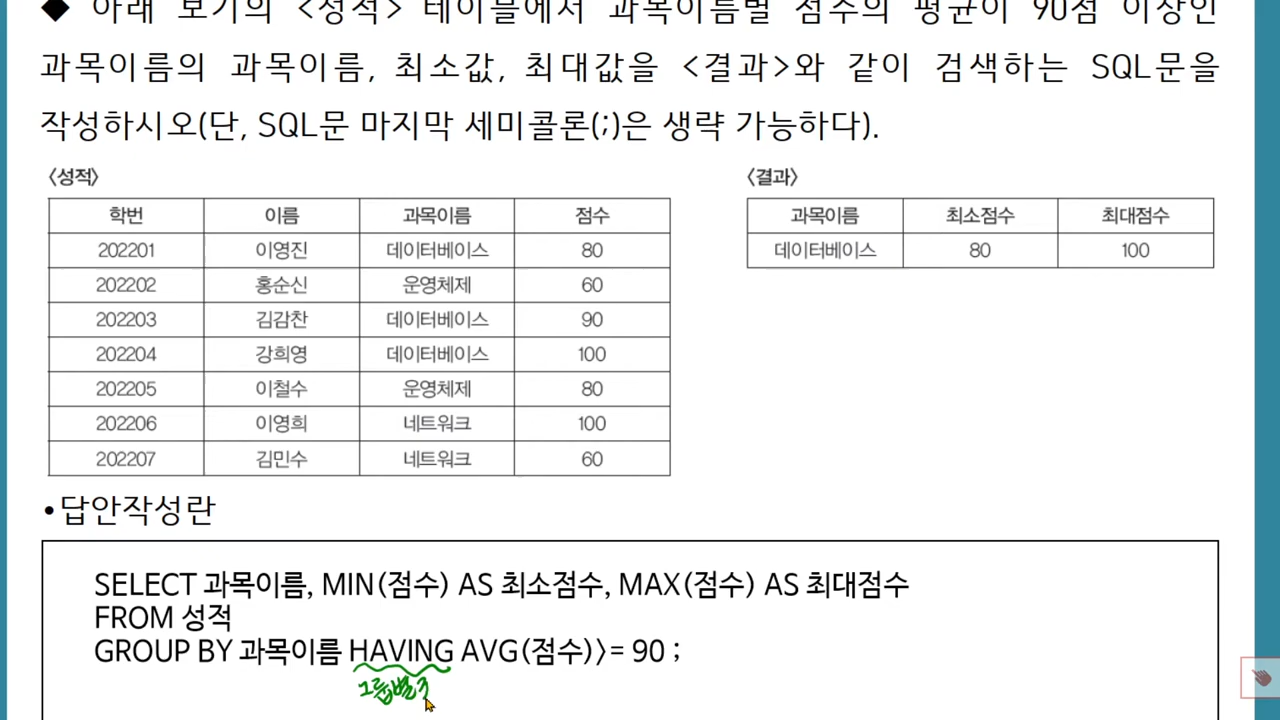 ◆ 아래 보기의 <성적> 테이블에서 과목이름별 점수의 평균이 90점 이상인
과목이름의 과목이름, 최소값, 최대값을 <결과>와 같이 검색하는 SQL문을
작성하시오(단, SQL문 마지막 세미콜론(;)은 생략 가능하다).
〈성적〉
학번 이름 과목이름 점수
202201 이영진 데이터베이스 80
202202 홍순신 운영체제 60
202203 김감찬 데이터베이스 90
202204 강희영 데이터베이스 100
202205 이철수 운영체제 80
202206 이영희 네트워크 100
202207 김민수 네트워크 60
〈결과〉
과목이름 최소점수 최대점수
데이터베이스 80 100
•답안작성란
SELECT 과목이름, MIN(점수) AS 최소점수, MAX(점수) AS 최대점수
FROM 성적
GROUP BY 과목이름 HAVING AVG(점수)〉= 90 ;
그룹별